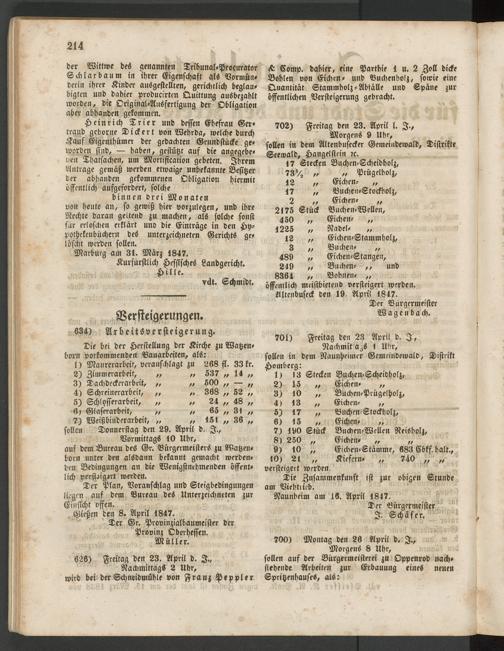 214
der Wittwe des genannten Tribunal-Procurator
Schlarbaum in ihrer Eigenschaft als Vormün-
derin ihrer Kinder ausgestellten, gerichtlich beglau-
bigten und daher producirten Quittung ausbezahlt
worden, die Original-Ausfertigung der Obligation
aber abhanden gekommen.
Heinrich Trier und dessen Ehefrau Ger-
traud geborne Dickert von Wehrda, welche durch
Kauf Eigenthümer der gedachten Grundstücke ge-
worden sind, — haben, gestützt auf die angegebe-
nen Thatsachen, um Mortification gebeten. Ihrem
Antrage gemäß werden etwaige unbekannte Besitzer
der abhanden gekommenen Obligation hiermit
öffentlich aufgefordert, solche
binnen drei Monaten
von heute an, so gewiß hier vorzulegen, und ihre
Rechte daran geltend zu machen, als solche sonst
für erloschen erklärt und die Einträge in den Hy-
pothekenbüchern des unterzeichneten Gerichts ge-
löscht werden sollen.
Marburg am 31. März 1847.
Kurfürstlich Hessisches Landgericht.
Hille.
vdt. Schmidt.
Versteigerungen.
634) Arbeitsversteigerung.
Die bei der Herstellung der Kirche zu Watzen-
born vorkommenden Bauarbeiten, als:
1) Maurerarbeit, veranschlagt zu 268 fl. 33 kr.
2) Zimmerarbeit, „ 537 „ 14 „
3) Dachdeckerarbeit, „ 500 „ — „
4) Schreinerarbeit, „ 368 „ 52 „
5) Schlosserarbeit, „ 24 „ 48 „
6) Glaserarbeit, „ 65 „ 31 „
7) Weißbinderarbeit, „ 151 „ 36 „
sollen Donnerstag den 29. April d. J.,
Vormittags 10 Uhr,
auf dem Bureau des Gr. Bürgermeisters zu Watzen-
born unter den alsdann bekannt gemacht werden-
den Bedingungen an die Wenigstnehmenden öffent-
lich versteigert werden.
Der Plan, Voranschlag und Steigbedingungen
liegen auf dem Bureau des Unterzeichneten zur
Einsicht offen.
Gießen den 8. April 1847.
Der Gr. Provinzialbaumeister der
Provinz Oberhessen.
Müller.
626) Freitag den 23. April d. J.,
Nachmittags 2 Uhr,
wird bei der Schneidmühle von Franz Peppler
& Comp. dahier, eine Parthie 1 u. 2 Zoll dicke
Bohlen von Eichen- und Buchenholz, sowie eine
Quantität Stammholz-Abfälle und Späne zur
öffentlichen Versteigerung gebracht.
702) Freitag den 23. April l. J.,
Morgens 9 Uhr,
sollen in dem Altenbusecker Gemeindewald, Distrikte
Seewald, Hangelstein ꝛc.
17 Stecken Buchen-Scheidholz,
73½ „ „ Prügelholz,
12 „ Eichen- „
17 „ Buchen-Stockholz,
2 „ Eichen- „
2175 Stück Buchen-Wellen,
450 „ Eichen- „
1225 „ Nadel- „
12 „ Eichen-Stammholz,
3 „ Buchen- „
489 „ Eichen-Stangen,
249 „ Buchen- „ und
8364 „ Bohnen- „
öffentlich meistbietend versteigert werden.
Altenbuseck den 19. April 1847.
Der Bürgermeister
Wagenbach.
701) Freitag den 23 April d. J.,
Nachmittags 1 Uhr,
sollen in dem Naunheimer Gemeindewald, Distrikt
Homberg:
1) 13 Stecken Buchen-Scheidholz,
2) 15 „ Eichen- „
3) 10 „ Buchen-Prügelholz,
4) 13 „ Eichen- „
5) 17 „ Buchen Stockholz,
6) 15 „ Eichen- „
7) 190 Stück Buchen-Wellen Reisholz,
8) 250 „ Eichen- „ „
9) 10 „ Eichen-Stämme, 683 Cbff. halt.,
10) 21 „ Kiefern- „ 740 „ „
versteigert werden.
Die Zusammenkunft ist zur obigen Stunde
am Viehtrieb.
Naunheim am 16. April 1847.
Der Bürgermeister
J. Schäfer.
700) Montag den 26 April d. J.,
Morgens 8 Uhr,
sollen auf der Bürgermeisterei zu Oppenrod nach-
stehende Arbeiten zur Erbauung eines neuen
Spritzenhauses, als: